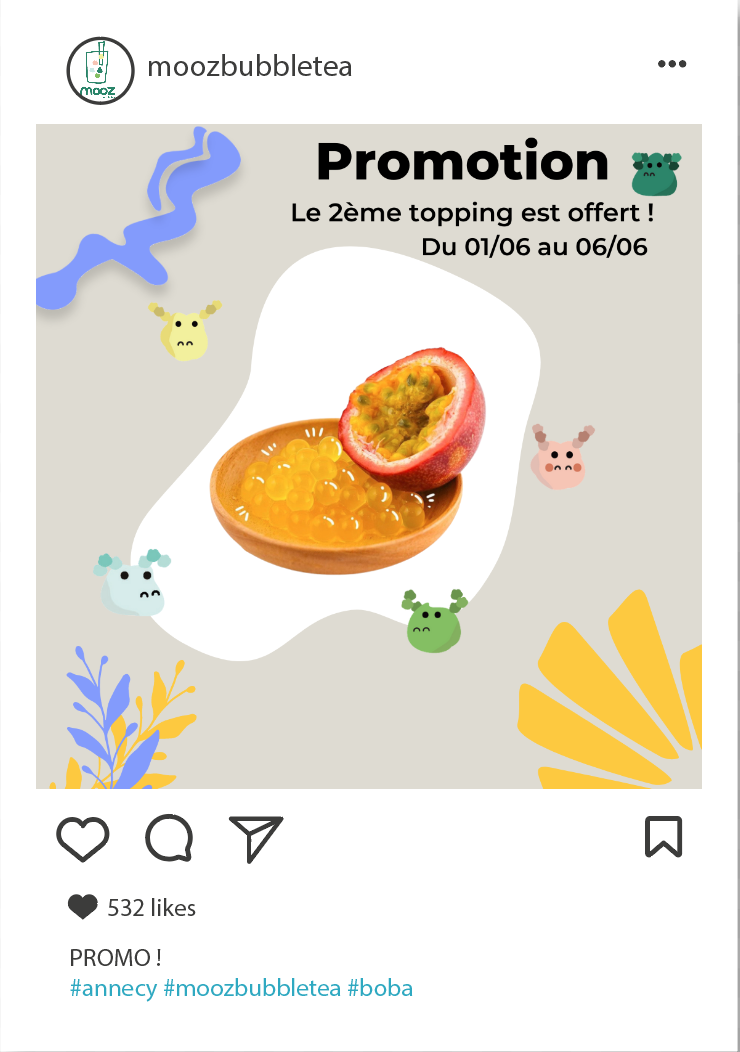 mooz
moozbubbletea
Promotion
Le 2ème topping est offert !
Du 01/06 au 06/06
532 likes
PROMO !
#annecy #moozbubbletea #boba